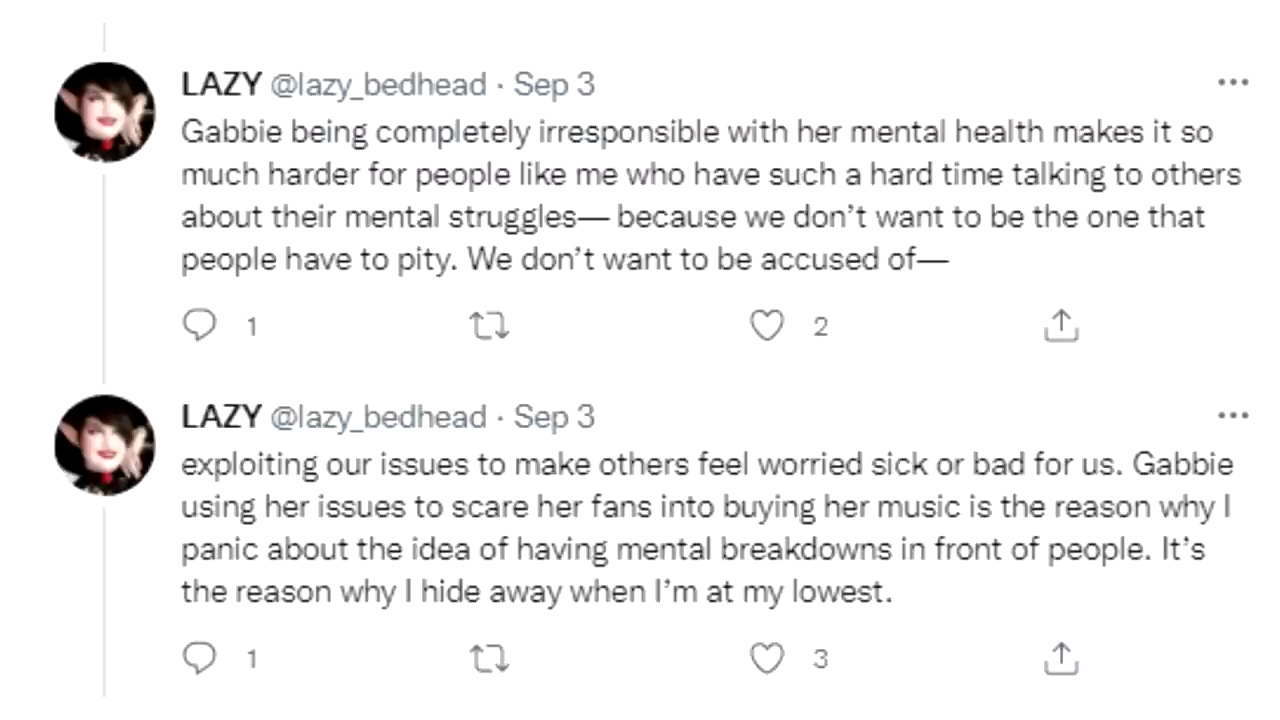 LAZY @lazy_bedhead · Sep 3
Gabbie being completely irresponsible with her mental health makes it so
much harder for people like me who have such a hard time talking to others
about their mental struggles— because we don’t want to be the one that
people have to pity. We don’t want to be accused of—
1 2
LAZY @lazy_bedhead · Sep 3
exploiting our issues to make others feel worried sick or bad for us. Gabbie
using her issues to scare her fans into buying her music is the reason why I
panic about the idea of having mental breakdowns in front of people. It’s
the reason why I hide away when I’m at my lowest.
1 3